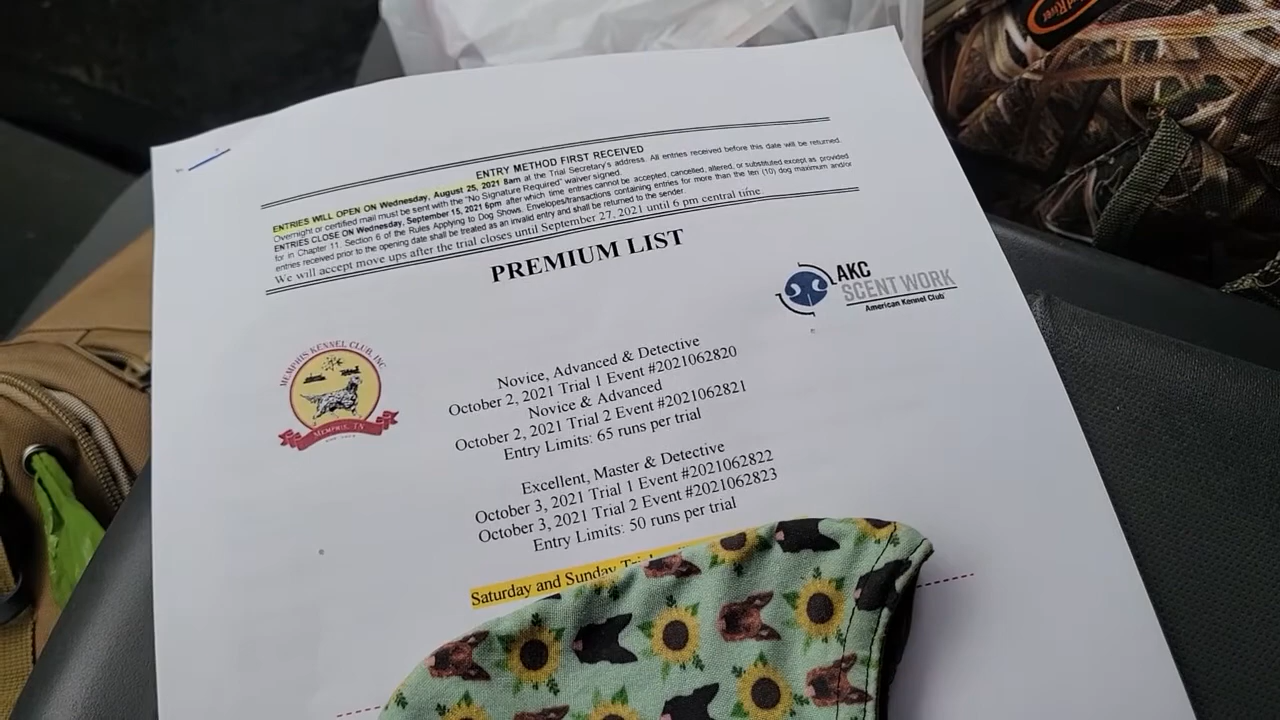 ENTRY METHOD FIRST RECEIVED
ENTRIES WILL OPEN ON Wednesday, August 25, 2021 8am at the Trial Secretary's address. All entries received before this date will be returned.
Overnight or certified mail must be sent with the "No Signature Required" waiver signed.
ENTRIES CLOSE ON Wednesday, September 15, 2021 6pm after which time entries cannot be accepted, cancelled, altered, or substituted except as provided
for in Chapter 11. Section 6 of the Rules Applying to Dog Shows. Envelopes/transactions containing entries for more than the ten (10) dog maximum and/or
entries received prior to the opening date shall be treated as an invalid entry and shall be returned to the sender.
We will accept move ups after the trial closes until September 27, 2021 until 6 pm central time
PREMIUM LIST
AKC
SCENT WORK
American Kennel Club
MEMPHIS KENNEL CLUB, INC
MEMPHIS, TN
Novice, Advanced & Detective
October 2, 2021 Trial 1 Event #2021062820
Novice & Advanced
October 2, 2021 Trial 2 Event #2021062821
Entry Limits: 65 runs per trial
Excellent, Master & Detective
October 3, 2021 Trial 1 Event #2021062822
October 3, 2021 Trial 2 Event #2021062823
Entry Limits: 50 runs per trial
Saturday and Sunday